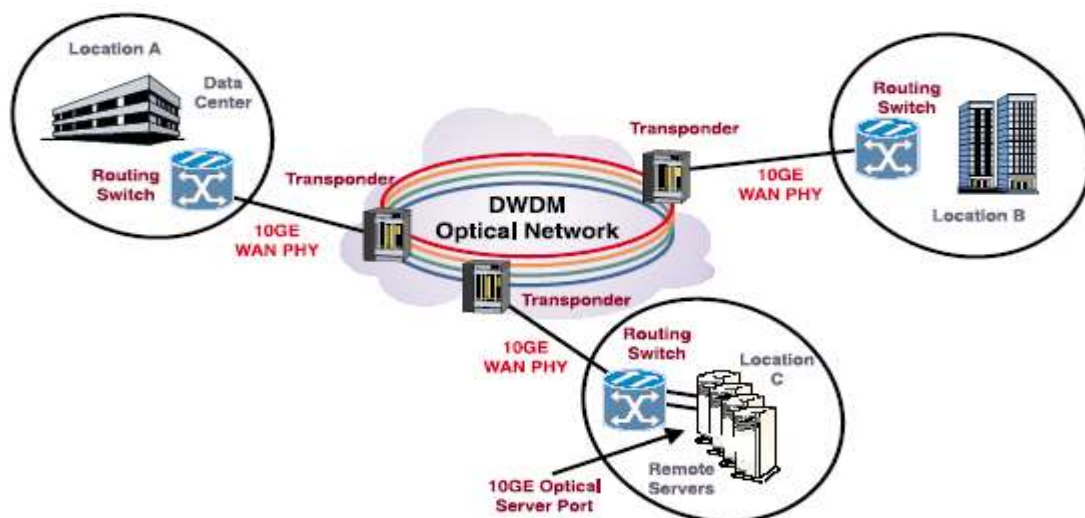 Location A
Data
Center
Routing
Switch
10GE
WAN PHY
Transponder
DWDM
Optical Network
Transponder
10GE
WAN PHY
Routing
Switch
Location B
Transponder
10GE
WAN PHY
Routing
Switch
Location
C
Remote
Servers
10GE Optical
Server Port